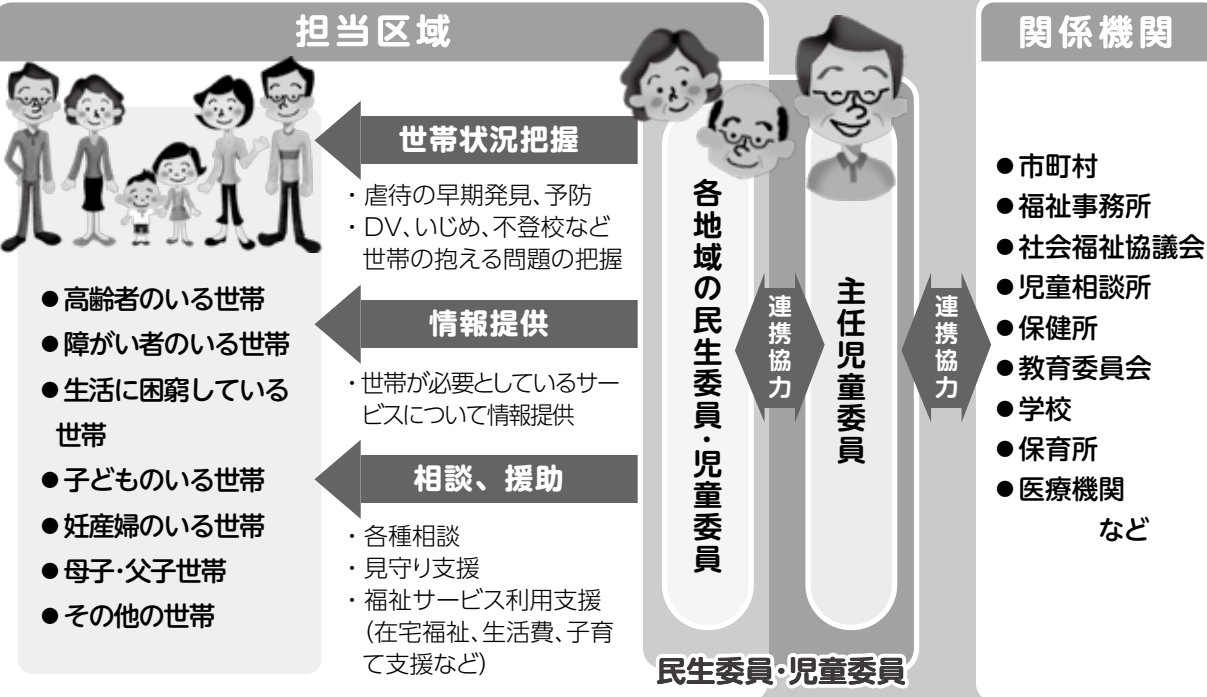 担当区域
関係機関
世帯状況把握
・虐待の早期発見、予防
・DV、いじめ、不登校など
世帯の抱える問題の把握
情報提供
・世帯が必要としているサー
ビスについて情報提供
相談、援助
・各種相談
・見守り支援
・福祉サービス利用支援
(在宅福祉、生活費、子育
て支援など)
●高齢者のいる世帯
●障がい者のいる世帯
●生活に困窮している
世帯
●子どものいる世帯
●妊産婦のいる世帯
●母子・父子世帯
●その他の世帯
各地域の民生委員・児童委員
連携協力
主任児童委員
連携協力
民生委員・児童委員
●市町村
●福祉事務所
●社会福祉協議会
●児童相談所
●保健所
●教育委員会
●学校
●保育所
●医療機関
など